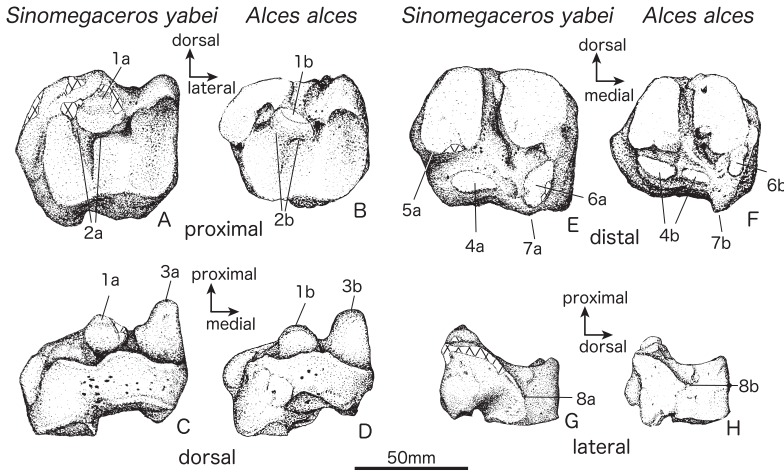 Sinomegaceros yabei Alces alces Sinomegaceros yabei Alces alces
1a dorsal lateral 1b dorsal medial
2a A proximal 2b B 5a 4a 6a 7a E distal 4b 6b 7b F
1a 3a proximal medial 1b 3b proximal dorsal
C dorsal D 8a G lateral 8b H
50mm